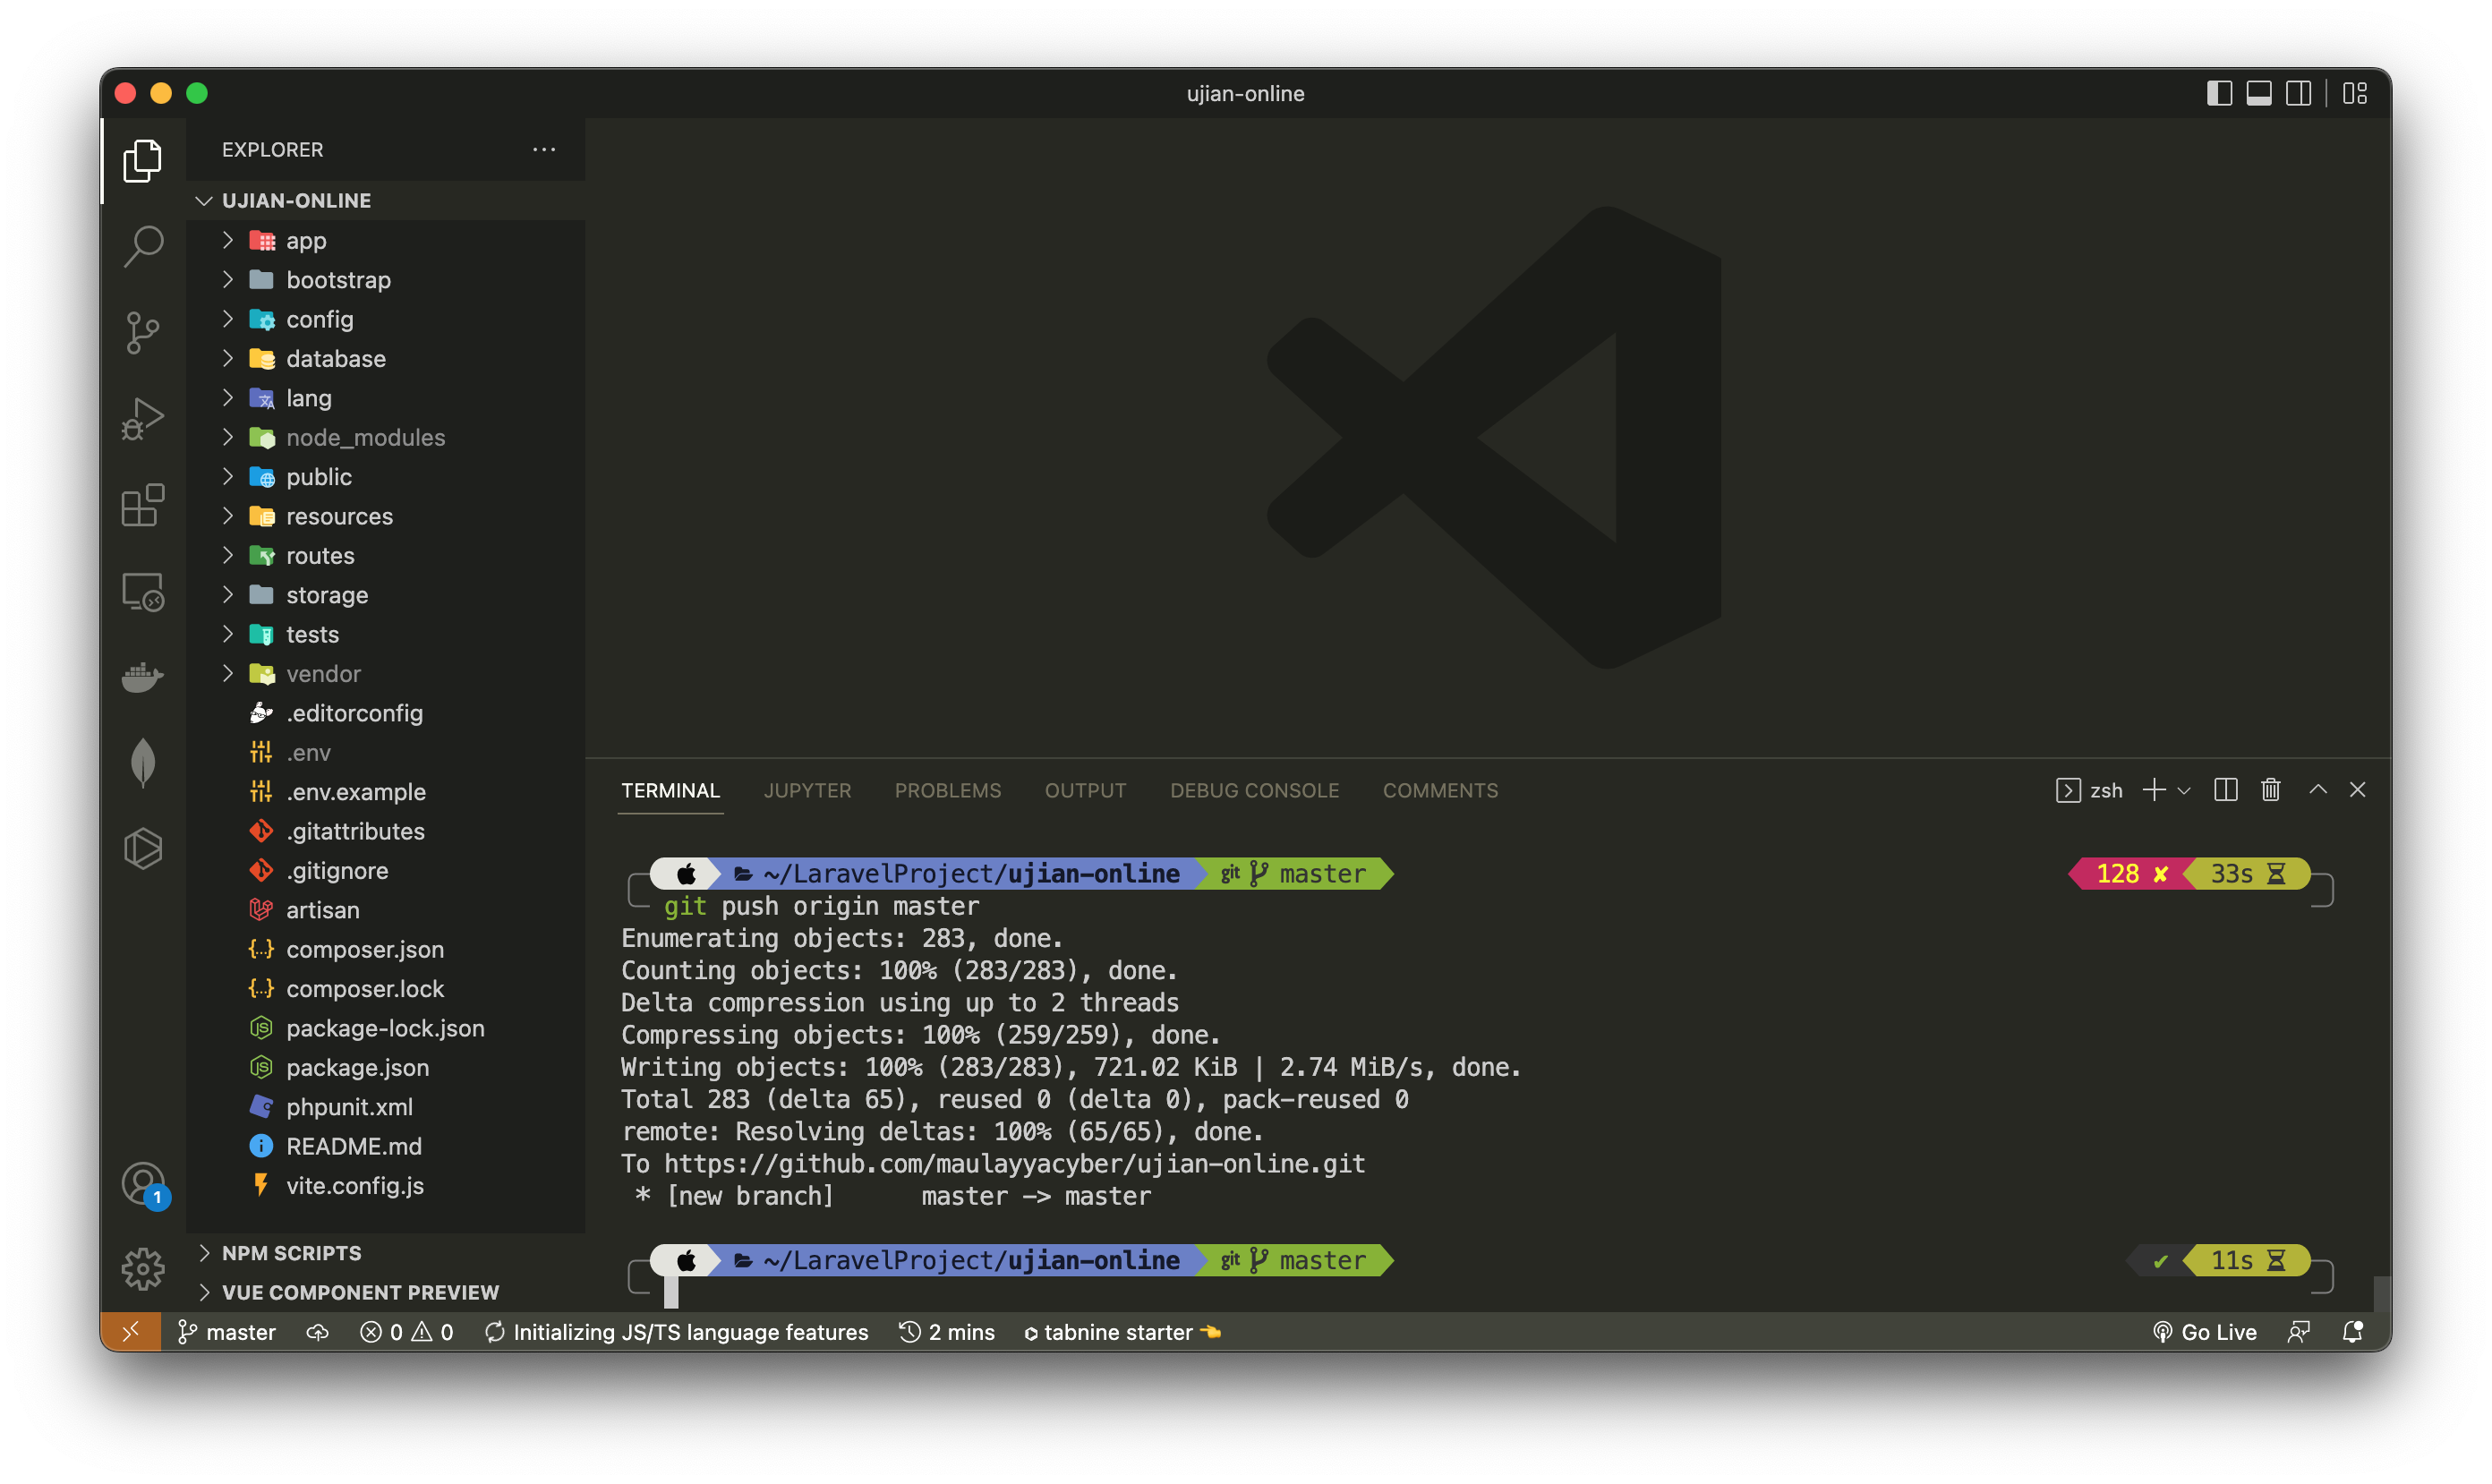 ujian-online
EXPLORER
UJIAN-ONLINE
app
bootstrap
config
database
lang
node_modules
public
resources
routes
storage
tests
vendor
.editorconfig
.env
.env.example
.gitattributes
.gitignore
artisan
composer.json
composer.lock
package-lock.json
package.json
phpunit.xml
README.md
vite.config.js
NPM SCRIPTS
VUE COMPONENT PREVIEW
TERMINAL JUPYTER PROBLEMS OUTPUT DEBUG CONSOLE COMMENTS zsh
~/LaravelProject/ujian-online git master 128 ✘ 33s
git push origin master
Enumerating objects: 283, done.
Counting objects: 100% (283/283), done.
Delta compression using up to 2 threads
Compressing objects: 100% (259/259), done.
Writing objects: 100% (283/283), 721.02 KiB | 2.74 MiB/s, done.
Total 283 (delta 65), reused 0 (delta 0), pack-reused 0
remote: Resolving deltas: 100% (65/65), done.
To https://github.com/maulayyacyber/ujian-online.git
* [new branch] master -> master
~/LaravelProject/ujian-online git master ✔ 11s
1
master 0 0 Initializing JS/TS language features 2 mins tabnine starter 👈 Go Live